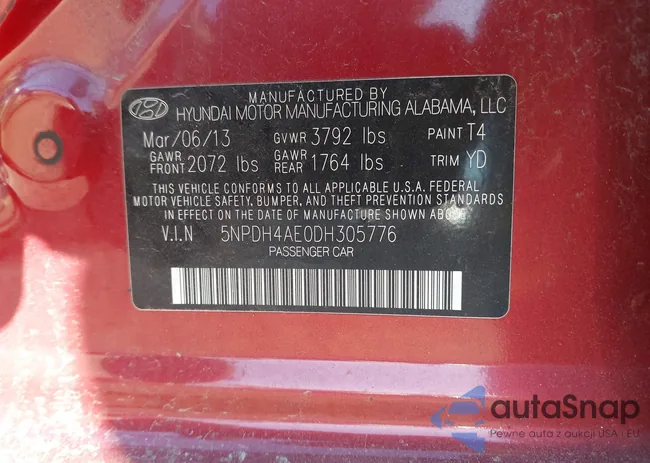 MANUFACTURED BY
HYUNDAI MOTOR MANUFACTURING ALABAMA, LLC
Mar/06/13 GVWR 3792 lbs PAINT T4
GAWR FRONT 2072 lbs GAWR REAR 1764 lbs TRIM YD
THIS VEHICLE CONFORMS TO ALL APPLICABLE U.S.A. FEDERAL
MOTOR VEHICLE SAFETY, BUMPER, AND THEFT PREVENTION STANDARDS
IN EFFECT ON THE DATE OF MANUFACTURE SHOWN ABOVE.
V.I.N 5NPDH4AE0DH305776
PASSENGER CAR
autaSnap
Pewne auta z aukcji USA i EU